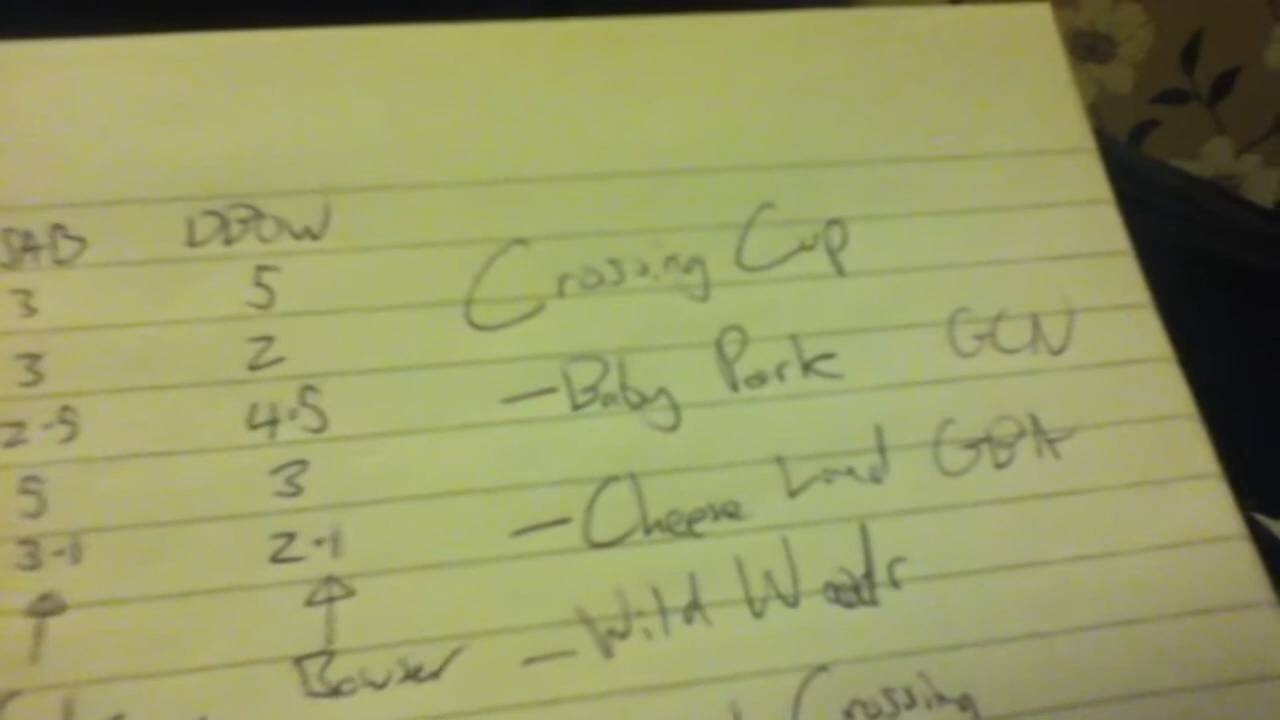 SAB DBOW
3 5 Crossing Cup
3 2 -Baby Park GCN
2.5 4.5
5 3 -Cheese Land GBA
3.1 2.1
Bowser -Wild Woods
Crossing